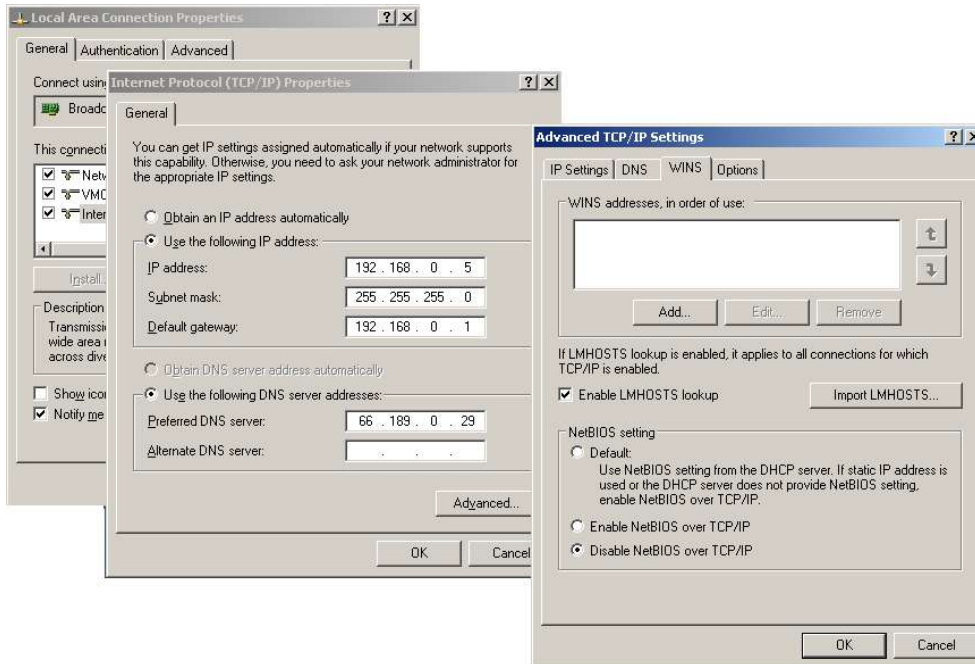 Local Area Connection Properties
General Authentication Advanced
Connect using
Broadc
This connecti
Netw
VMC
Inter
Install.
Description
Transmissi
wide area
across dive
Show ico
Notify me
Internet Protocol (TCP/IP) Properties
General
You can get IP settings assigned automatically if your network supports
this capability. Otherwise, you need to ask your network administrator for
the appropriate IP settings.
Obtain an IP address automatically
Use the following IP address:
IP address: 192 . 168 . 0 . 5
Subnet mask: 255 . 255 . 255 . 0
Default gateway: 192 . 168 . 0 . 1
Obtain DNS server address automatically
Use the following DNS server addresses:
Preferred DNS server: 66 . 189 . 0 . 29
Alternate DNS server: . . .
Advanced...
OK Cancel
Advanced TCP/IP Settings
IP Settings DNS WINS Options
WINS addresses, in order of use:
Add... Edit... Remove
If LMHOSTS lookup is enabled, it applies to all connections for which
TCP/IP is enabled.
Enable LMHOSTS lookup Import LMHOSTS...
NetBIOS setting
Default:
Use NetBIOS setting from the DHCP server. If static IP address is
used or the DHCP server does not provide NetBIOS setting,
enable NetBIOS over TCP/IP.
Enable NetBIOS over TCP/IP
Disable NetBIOS over TCP/IP
OK Cancel